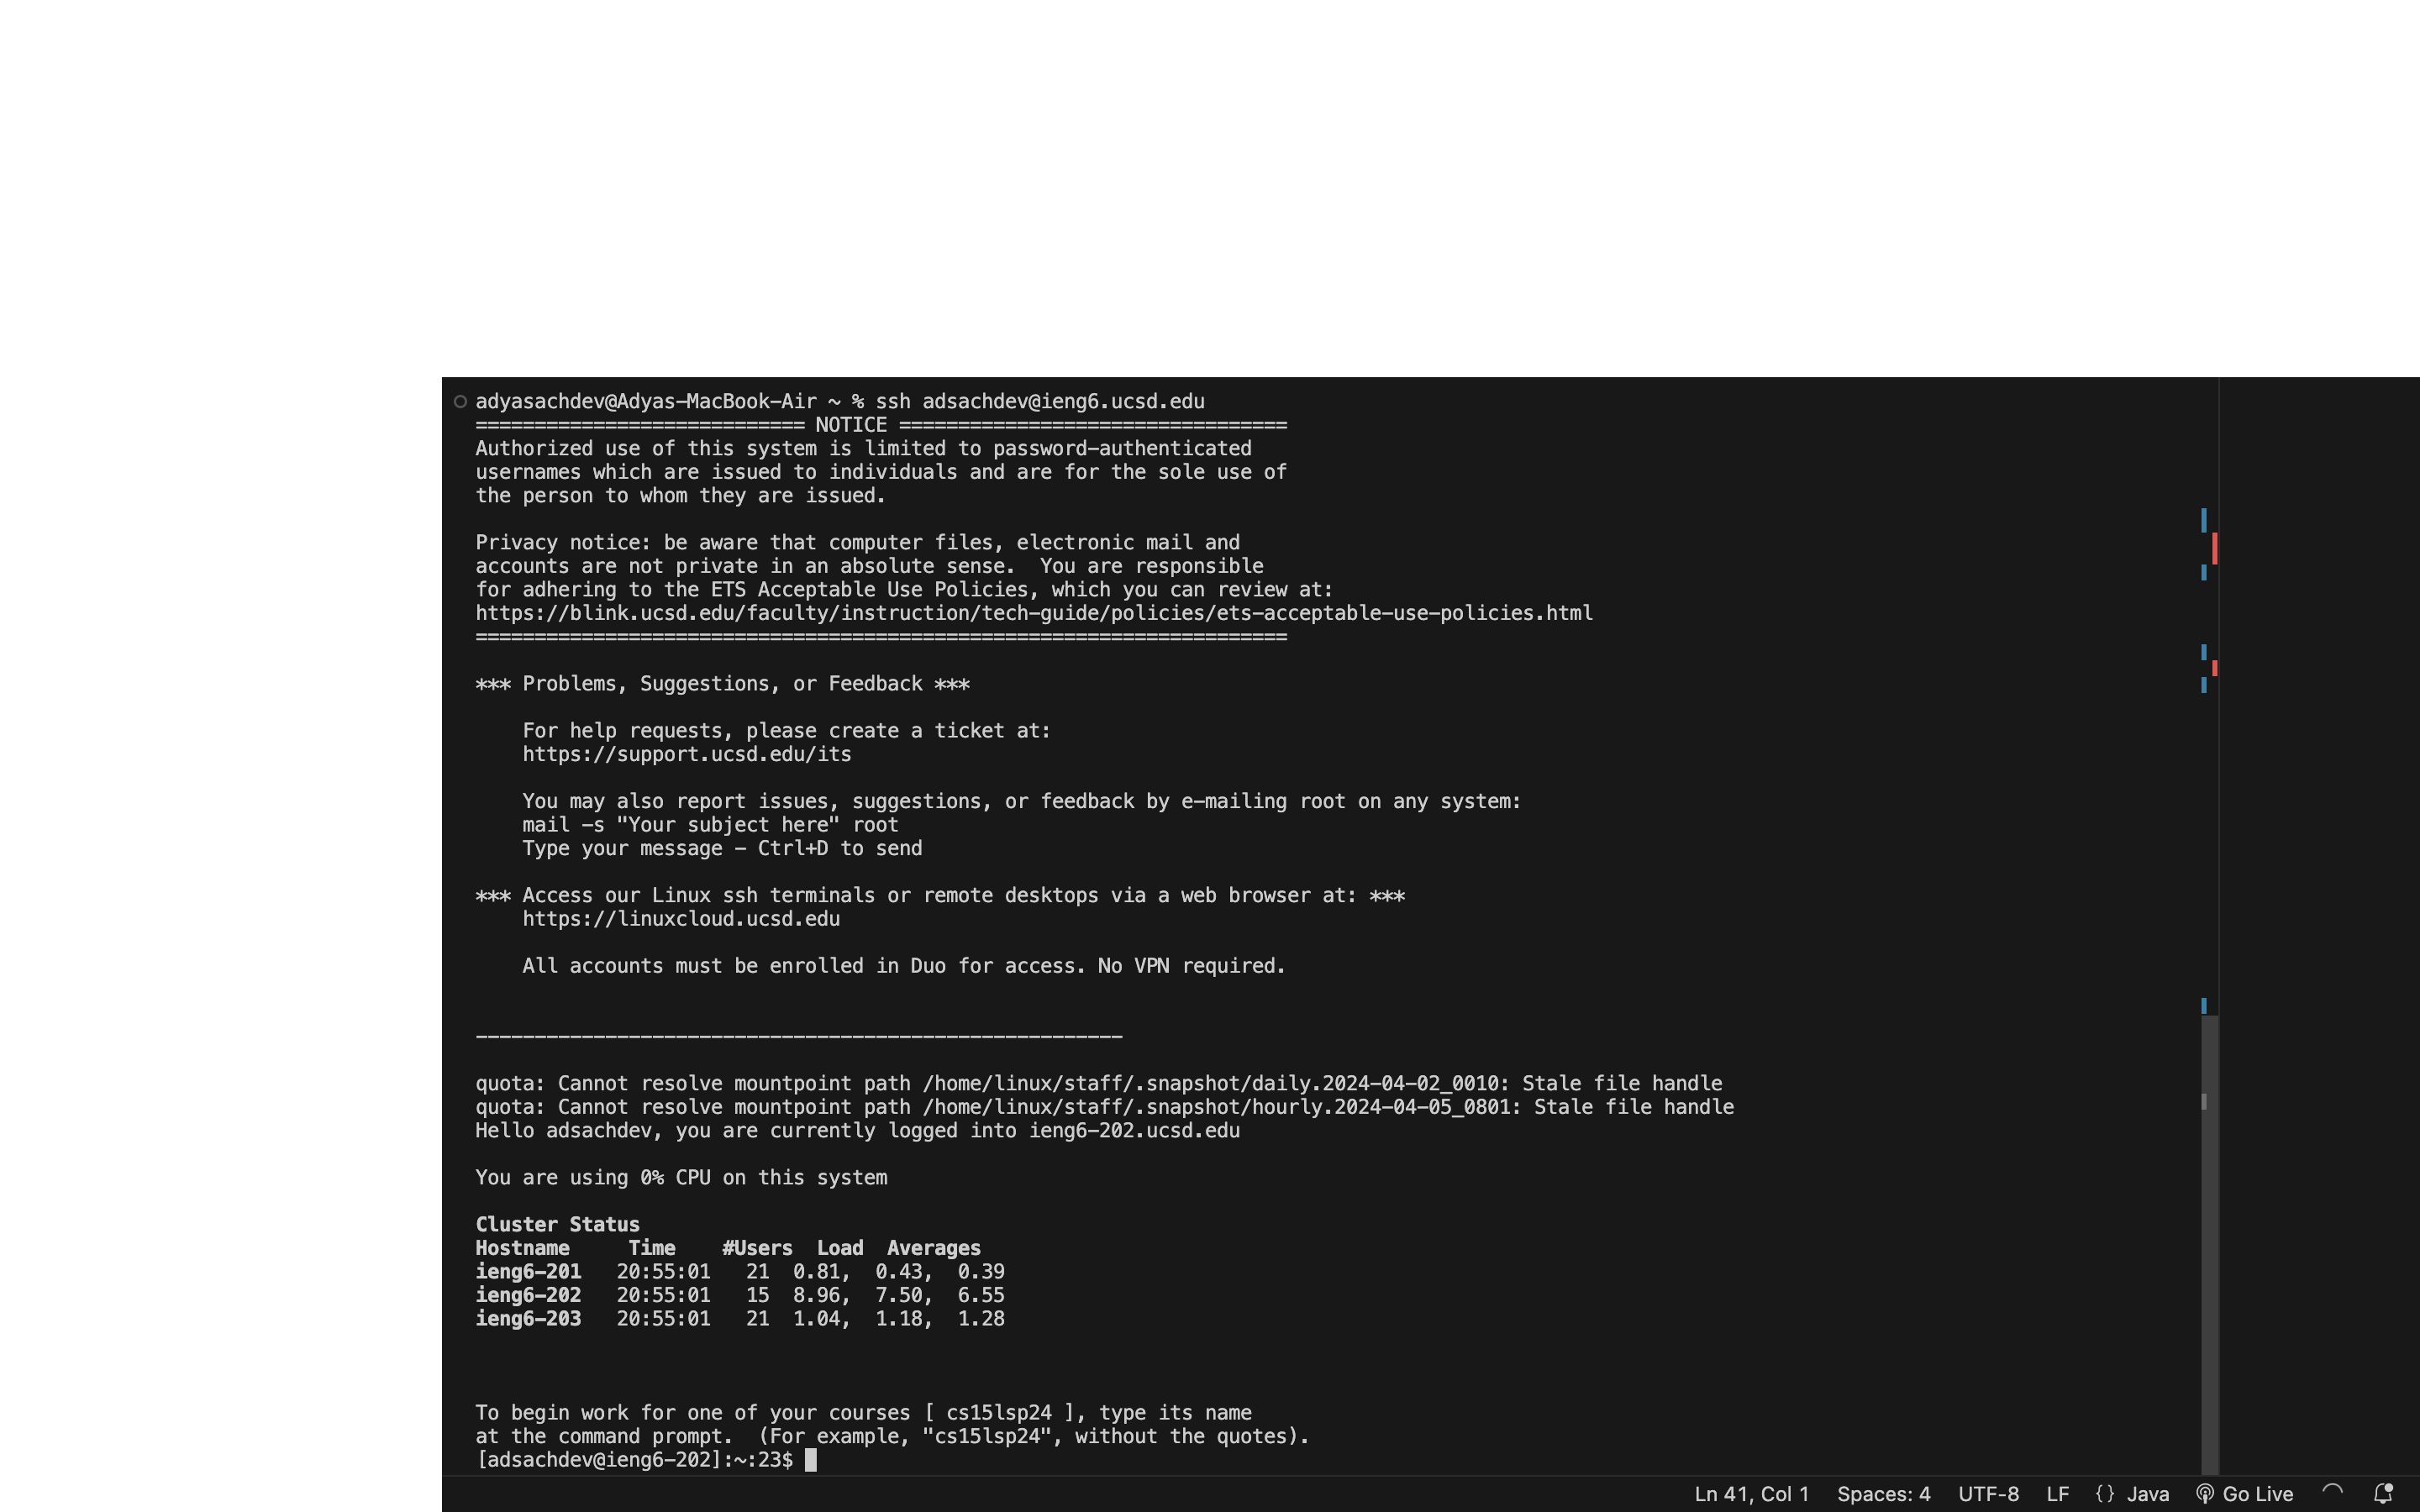 adyasachdev@Adyas-MacBook-Air ~ % ssh adsachdev@ieng6.ucsd.edu
============================ NOTICE =================================
Authorized use of this system is limited to password-authenticated
usernames which are issued to individuals and are for the sole use of
the person to whom they are issued.

Privacy notice: be aware that computer files, electronic mail and
accounts are not private in an absolute sense.  You are responsible
for adhering to the ETS Acceptable Use Policies, which you can review at:
https://blink.ucsd.edu/faculty/instruction/tech-guide/policies/ets-acceptable-use-policies.html
=====================================================================

*** Problems, Suggestions, or Feedback ***

    For help requests, please create a ticket at:
    https://support.ucsd.edu/its

    You may also report issues, suggestions, or feedback by e-mailing root on any system:
    mail -s "Your subject here" root
    Type your message - Ctrl+D to send

*** Access our Linux ssh terminals or remote desktops via a web browser at: ***
    https://linuxcloud.ucsd.edu

    All accounts must be enrolled in Duo for access. No VPN required.

-------------------------------------------------------

quota: Cannot resolve mountpoint path /home/linux/staff/.snapshot/daily.2024-04-02_0010: Stale file handle
quota: Cannot resolve mountpoint path /home/linux/staff/.snapshot/hourly.2024-04-05_0801: Stale file handle
Hello adsachdev, you are currently logged into ieng6-202.ucsd.edu

You are using 0% CPU on this system

Cluster Status
Hostname     Time    #Users  Load  Averages
ieng6-201   20:55:01   21  0.81,  0.43,  0.39
ieng6-202   20:55:01   15  8.96,  7.50,  6.55
ieng6-203   20:55:01   21  1.04,  1.18,  1.28

To begin work for one of your courses [ cs15lsp24 ], type its name
at the command prompt.  (For example, "cs15lsp24", without the quotes).
[adsachdev@ieng6-202]:~:23$
Ln 41, Col 1    Spaces: 4    UTF-8    LF    {} Java    Go Live